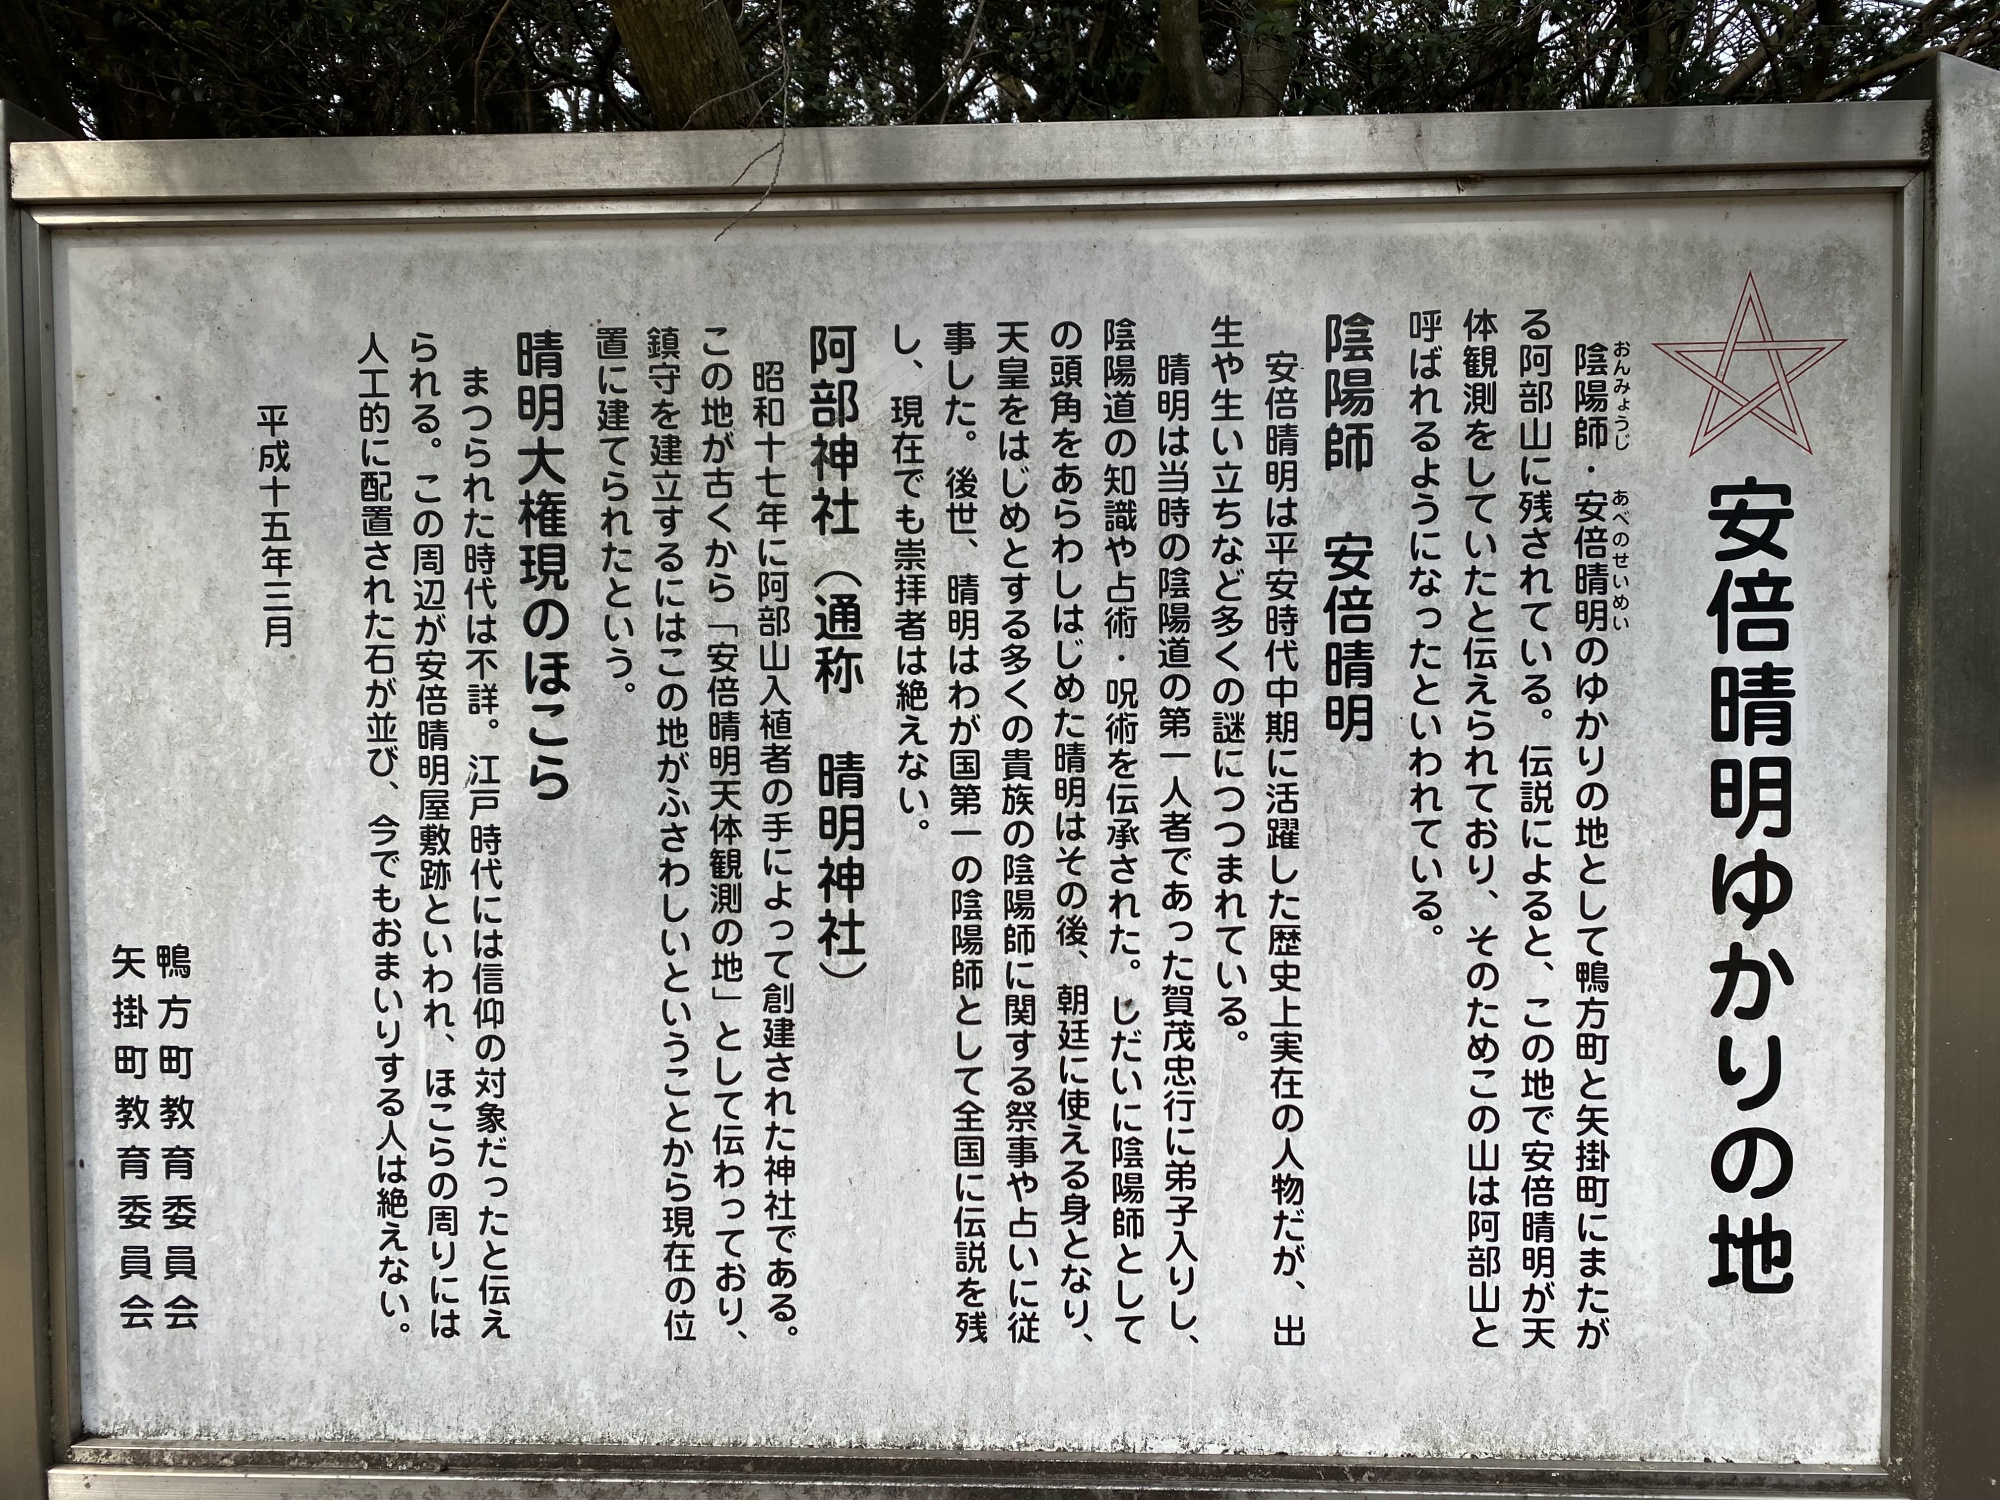 安倍晴明ゆかりの地
陰陽師・安倍晴明のゆかりの地として鴨方町と矢掛町にまたが
おんみょうじ あべのせいめい
る阿部山に残されている。伝説によると、この地で安倍晴明が天
体観測をしていたと伝えられており、そのためこの山は阿部山と
呼ばれるようになったといわれている。
陰陽師 安倍晴明
安倍晴明は平安時代中期に活躍した歴史上実在の人物だが、出
生や生い立ちなど多くの謎につつまれている。
晴明は当時の陰陽道の第一人者であった賀茂忠行に弟子入りし、
陰陽道の知識や占術・呪術を伝承された。しだいに陰陽師として
の頭角をあらわしはじめた晴明はその後、朝廷に使える身となり、
天皇をはじめとする多くの貴族の陰陽師に関する祭事や占いに従
事した。後世、晴明はわが国第一の陰陽師として全国に伝説を残
し、現在でも崇拝者は絶えない。
阿部神社(通称 晴明神社)
昭和十七年に阿部山入植者の手によって創建された神社である。
この地が古くから「安倍晴明天体観測の地」として伝わっており、
鎮守を建立するにはこの地がふさわしいということから現在の位
置に建てられたという。
晴明大権現のほこら
まつられた時代は不詳。江戸時代には信仰の対象だったと伝え
られる。この周辺が安倍晴明屋敷跡といわれ、ほこらの周りには
人工的に配置された石が並び、今でもおまいりする人は絶えない。
平成十五年三月
鴨方町教育委員会
矢掛町教育委員会